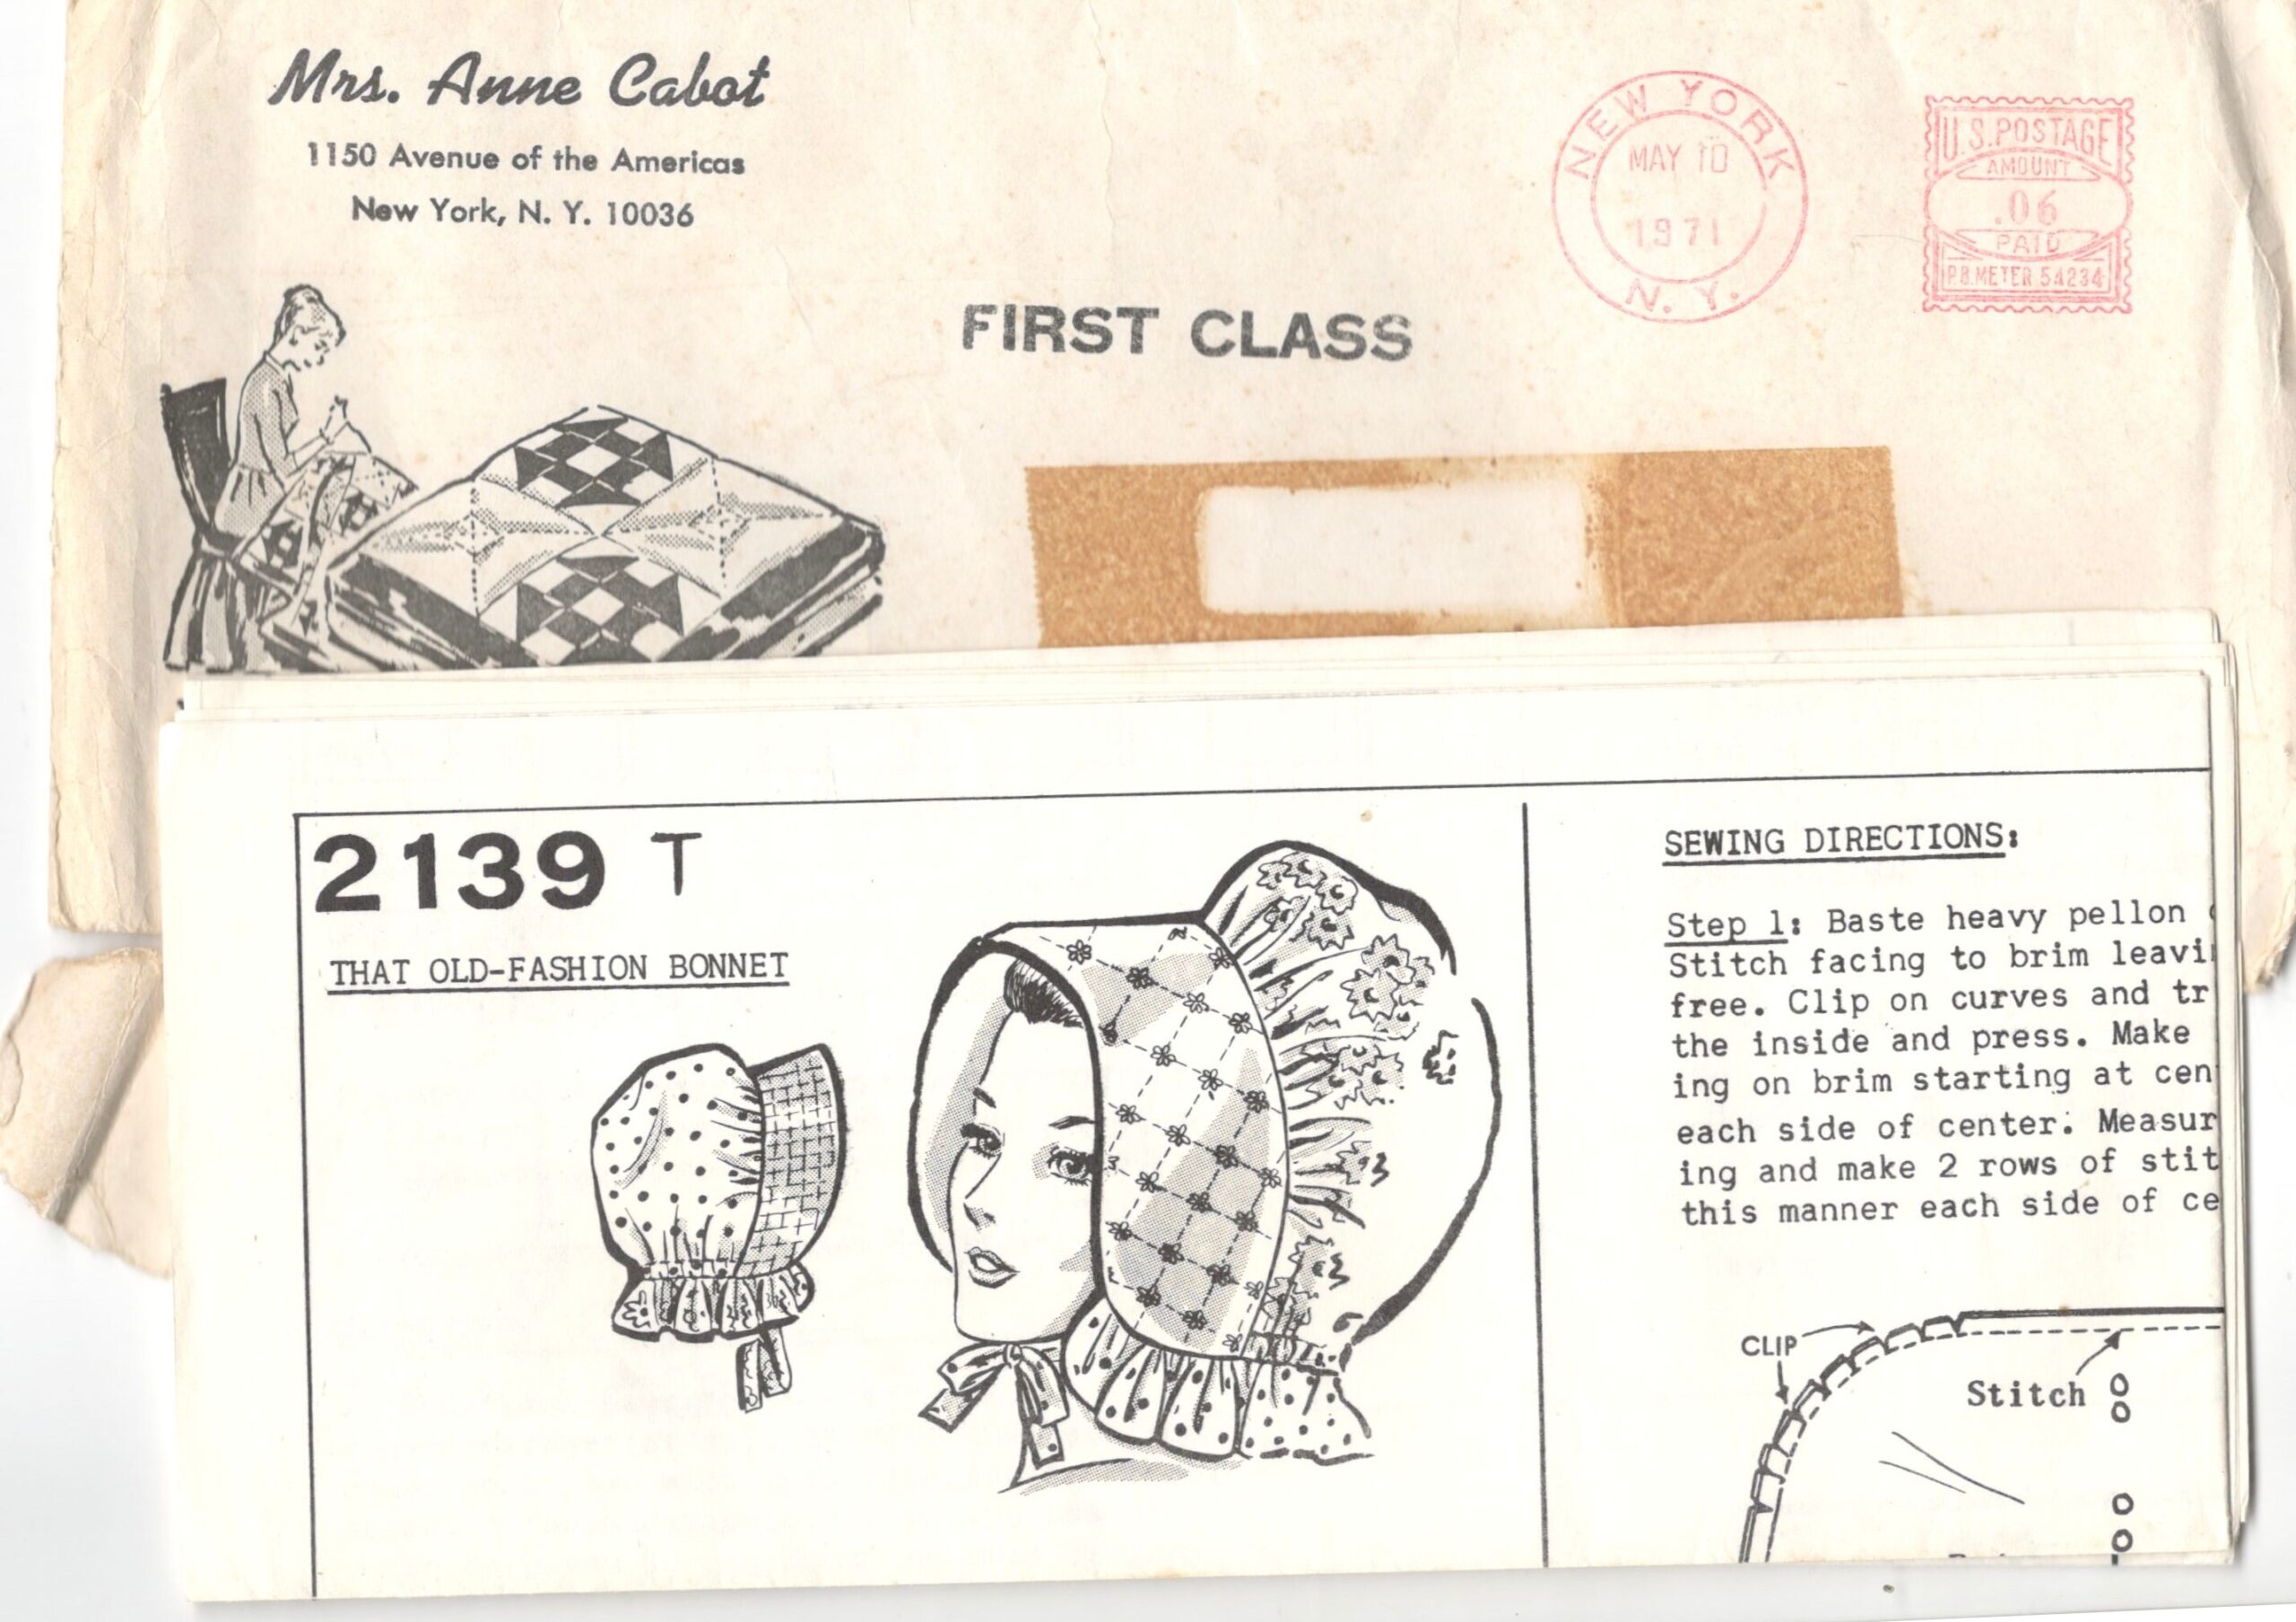 Mrs. Anne Cabot
1150 Avenue of the Americas
New York, N. Y. 10036
NEW YORK
MAY 10
1971
N. Y.
U.S.POSTAGE
AMOUNT
.06
PAID
P.B.METER 54234
FIRST CLASS
2139 T
THAT OLD-FASHION BONNET
SEWING DIRECTIONS:
Step 1: Baste heavy pellon
Stitch facing to brim leavi
free. Clip on curves and tr
the inside and press. Make
ing on brim starting at cen
each side of center. Measur
ing and make 2 rows of stit
this manner each side of ce
CLIP
Stitch